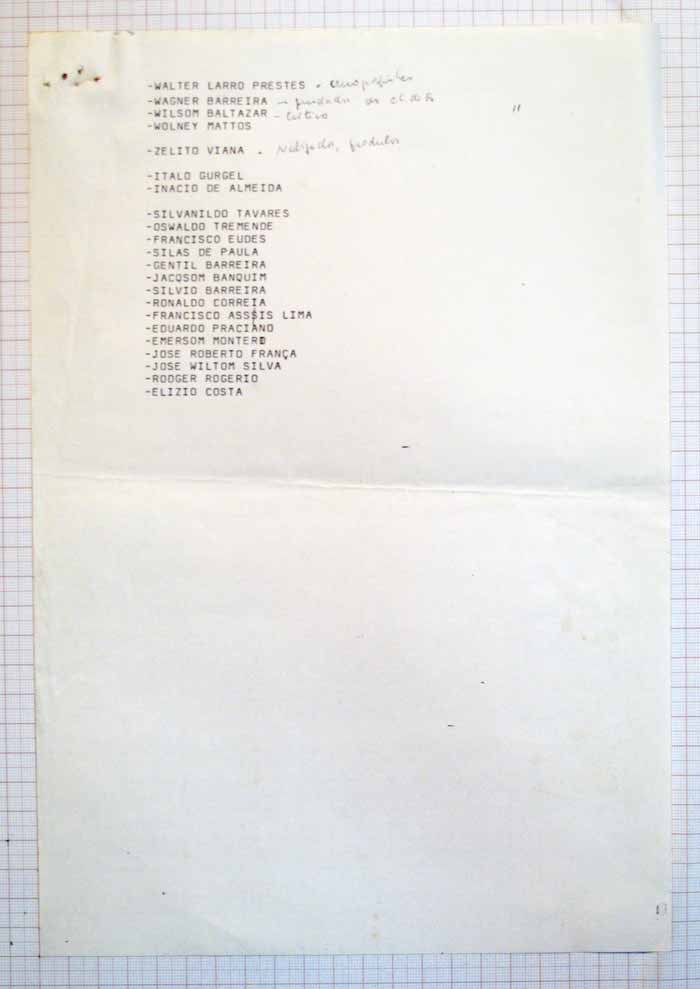 -WALTER LARRO PRESTES .
-WAGNER BARREIRA -
-WILSOM BALTAZAR - crítico
-WOLNEY MATTOS
-ZELITO VIANA .
-ITALO GURGEL
-INACIO DE ALMEIDA
-SILVANILDO TAVARES
-OSWALDO TREMENDE
-FRANCISCO EUDES
-SILAS DE PAULA
-GENTIL BARREIRA
-JACQSOM BANQUIM
-SILVIO BARREIRA
-RONALDO CORREIA
-FRANCISCO ASSSIS LIMA
-EDUARDO PRACIANO
-EMERSOM MONTERO
-JOSE ROBERTO FRANÇA
-JOSE WILTOM SILVA
-RODGER ROGERIO
-ELIZIO COSTA